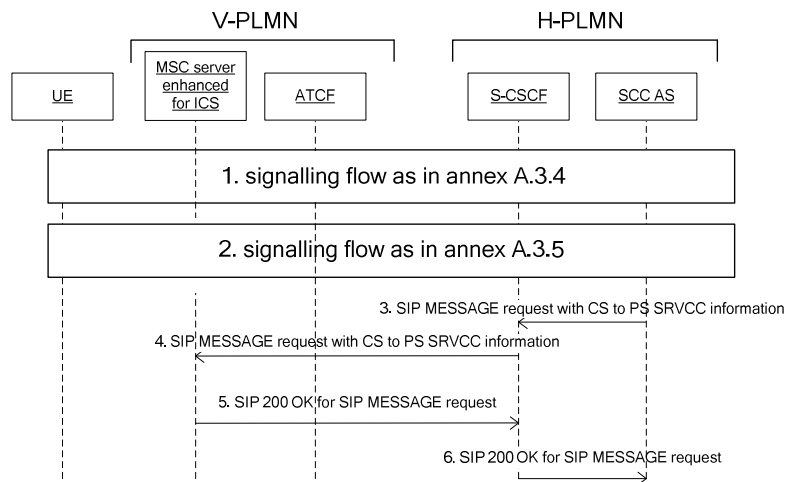 V-PLMN
H-PLMN
UE
MSC server
enhanced
for ICS
ATCF
S-CSCF
SCC AS
1. signalling flow as in annex A.3.4
2. signalling flow as in annex A.3.5
3. SIP MESSAGE request with CS to PS SRVCC information
4. SIP MESSAGE request with CS to PS SRVCC information
5. SIP 200 OK for SIP MESSAGE request
6. SIP 200 OK for SIP MESSAGE request